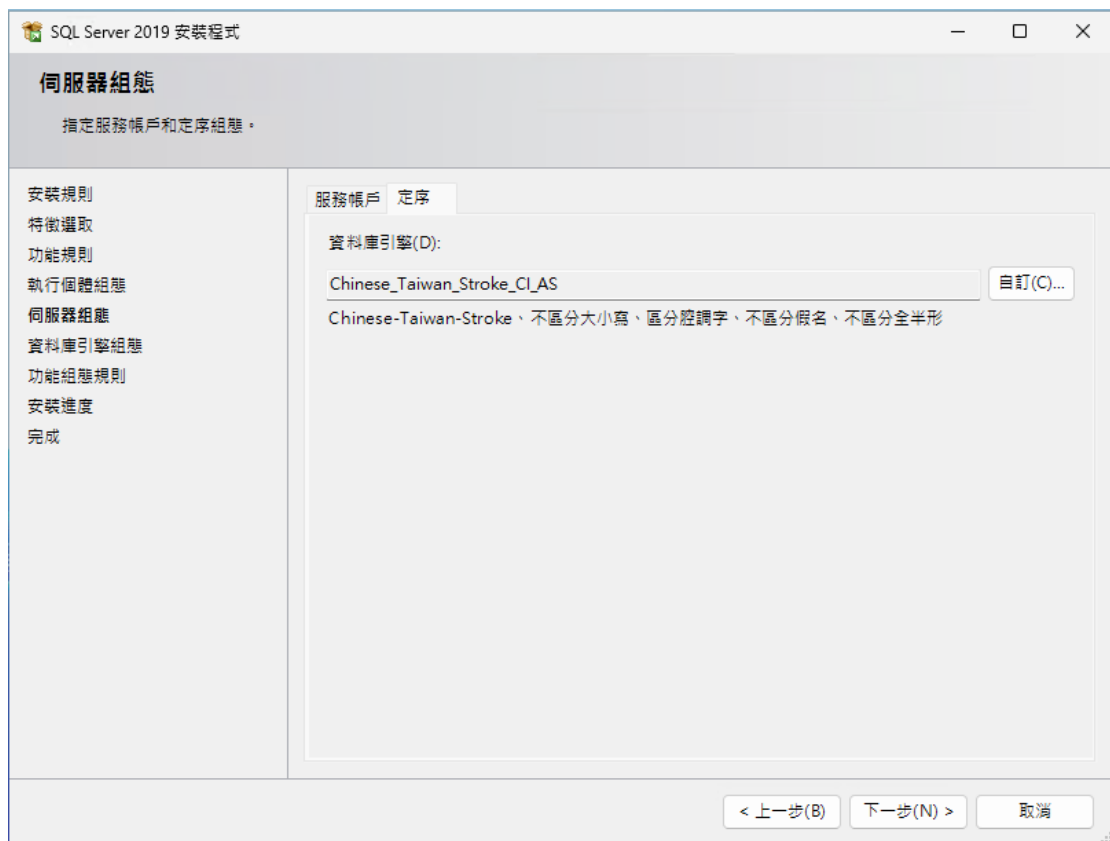 SQL Server 2019 安裝程式
伺服器組態
指定服務帳戶和定序組態。
安裝規則
特徵選取
功能規則
執行個體組態
伺服器組態
資料庫引擎組態
功能組態規則
安裝進度
完成
服務帳戶 定序
資料庫引擎(D):
Chinese_Taiwan_Stroke_CI_AS 自訂(C)...
Chinese-Taiwan-Stroke、不區分大小寫、區分腔調字、不區分假名、不區分全半形
< 上一步(B) 下一步(N) > 取消